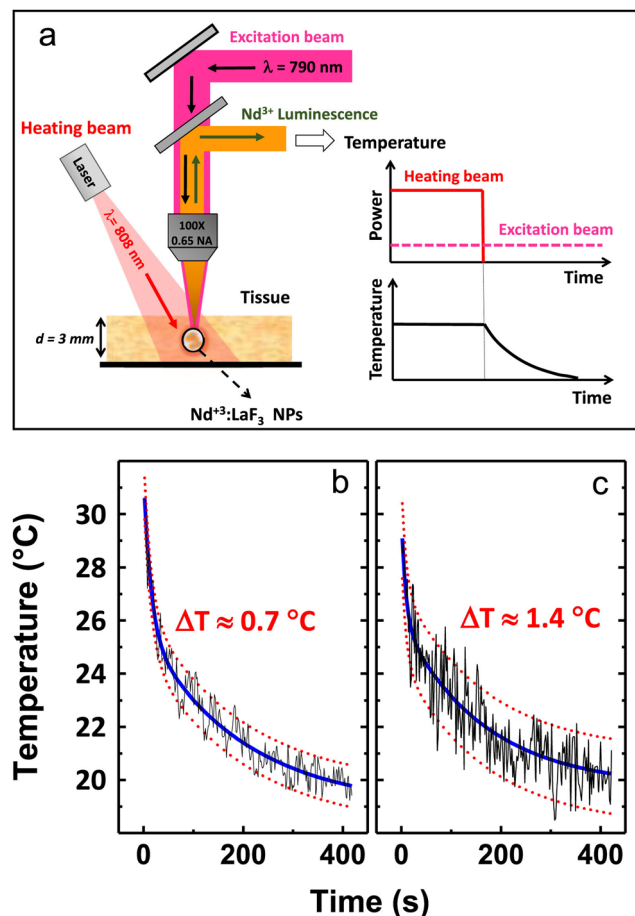 a
Excitation beam
λ = 790 nm
Nd³⁺ Luminescence
Heating beam
Temperature
Laser
λ= 808 nm
100X
0.65 NA
Tissue
d = 3 mm
Nd⁺³:LaF₃ NPs
Power
Heating beam
Excitation beam
Time
Temperature
Time
b
c
Temperature (°C)
30
28
26
24
22
20
ΔT ≈ 0.7 °C
ΔT ≈ 1.4 °C
0
200
400
0
200
400
Time (s)